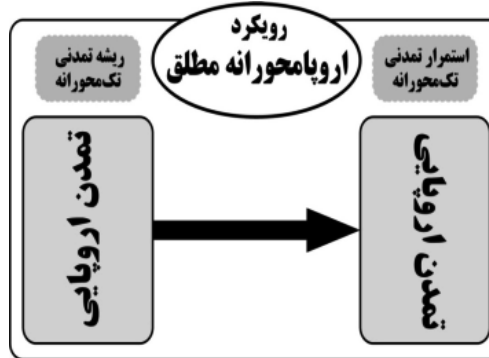 رویکرد
اروپامحورانه مطلق
استمرار تمدنی
تک‌محورانه
ریشه تمدنی
تک‌محورانه
تمدن اروپایی
تمدن اروپایی